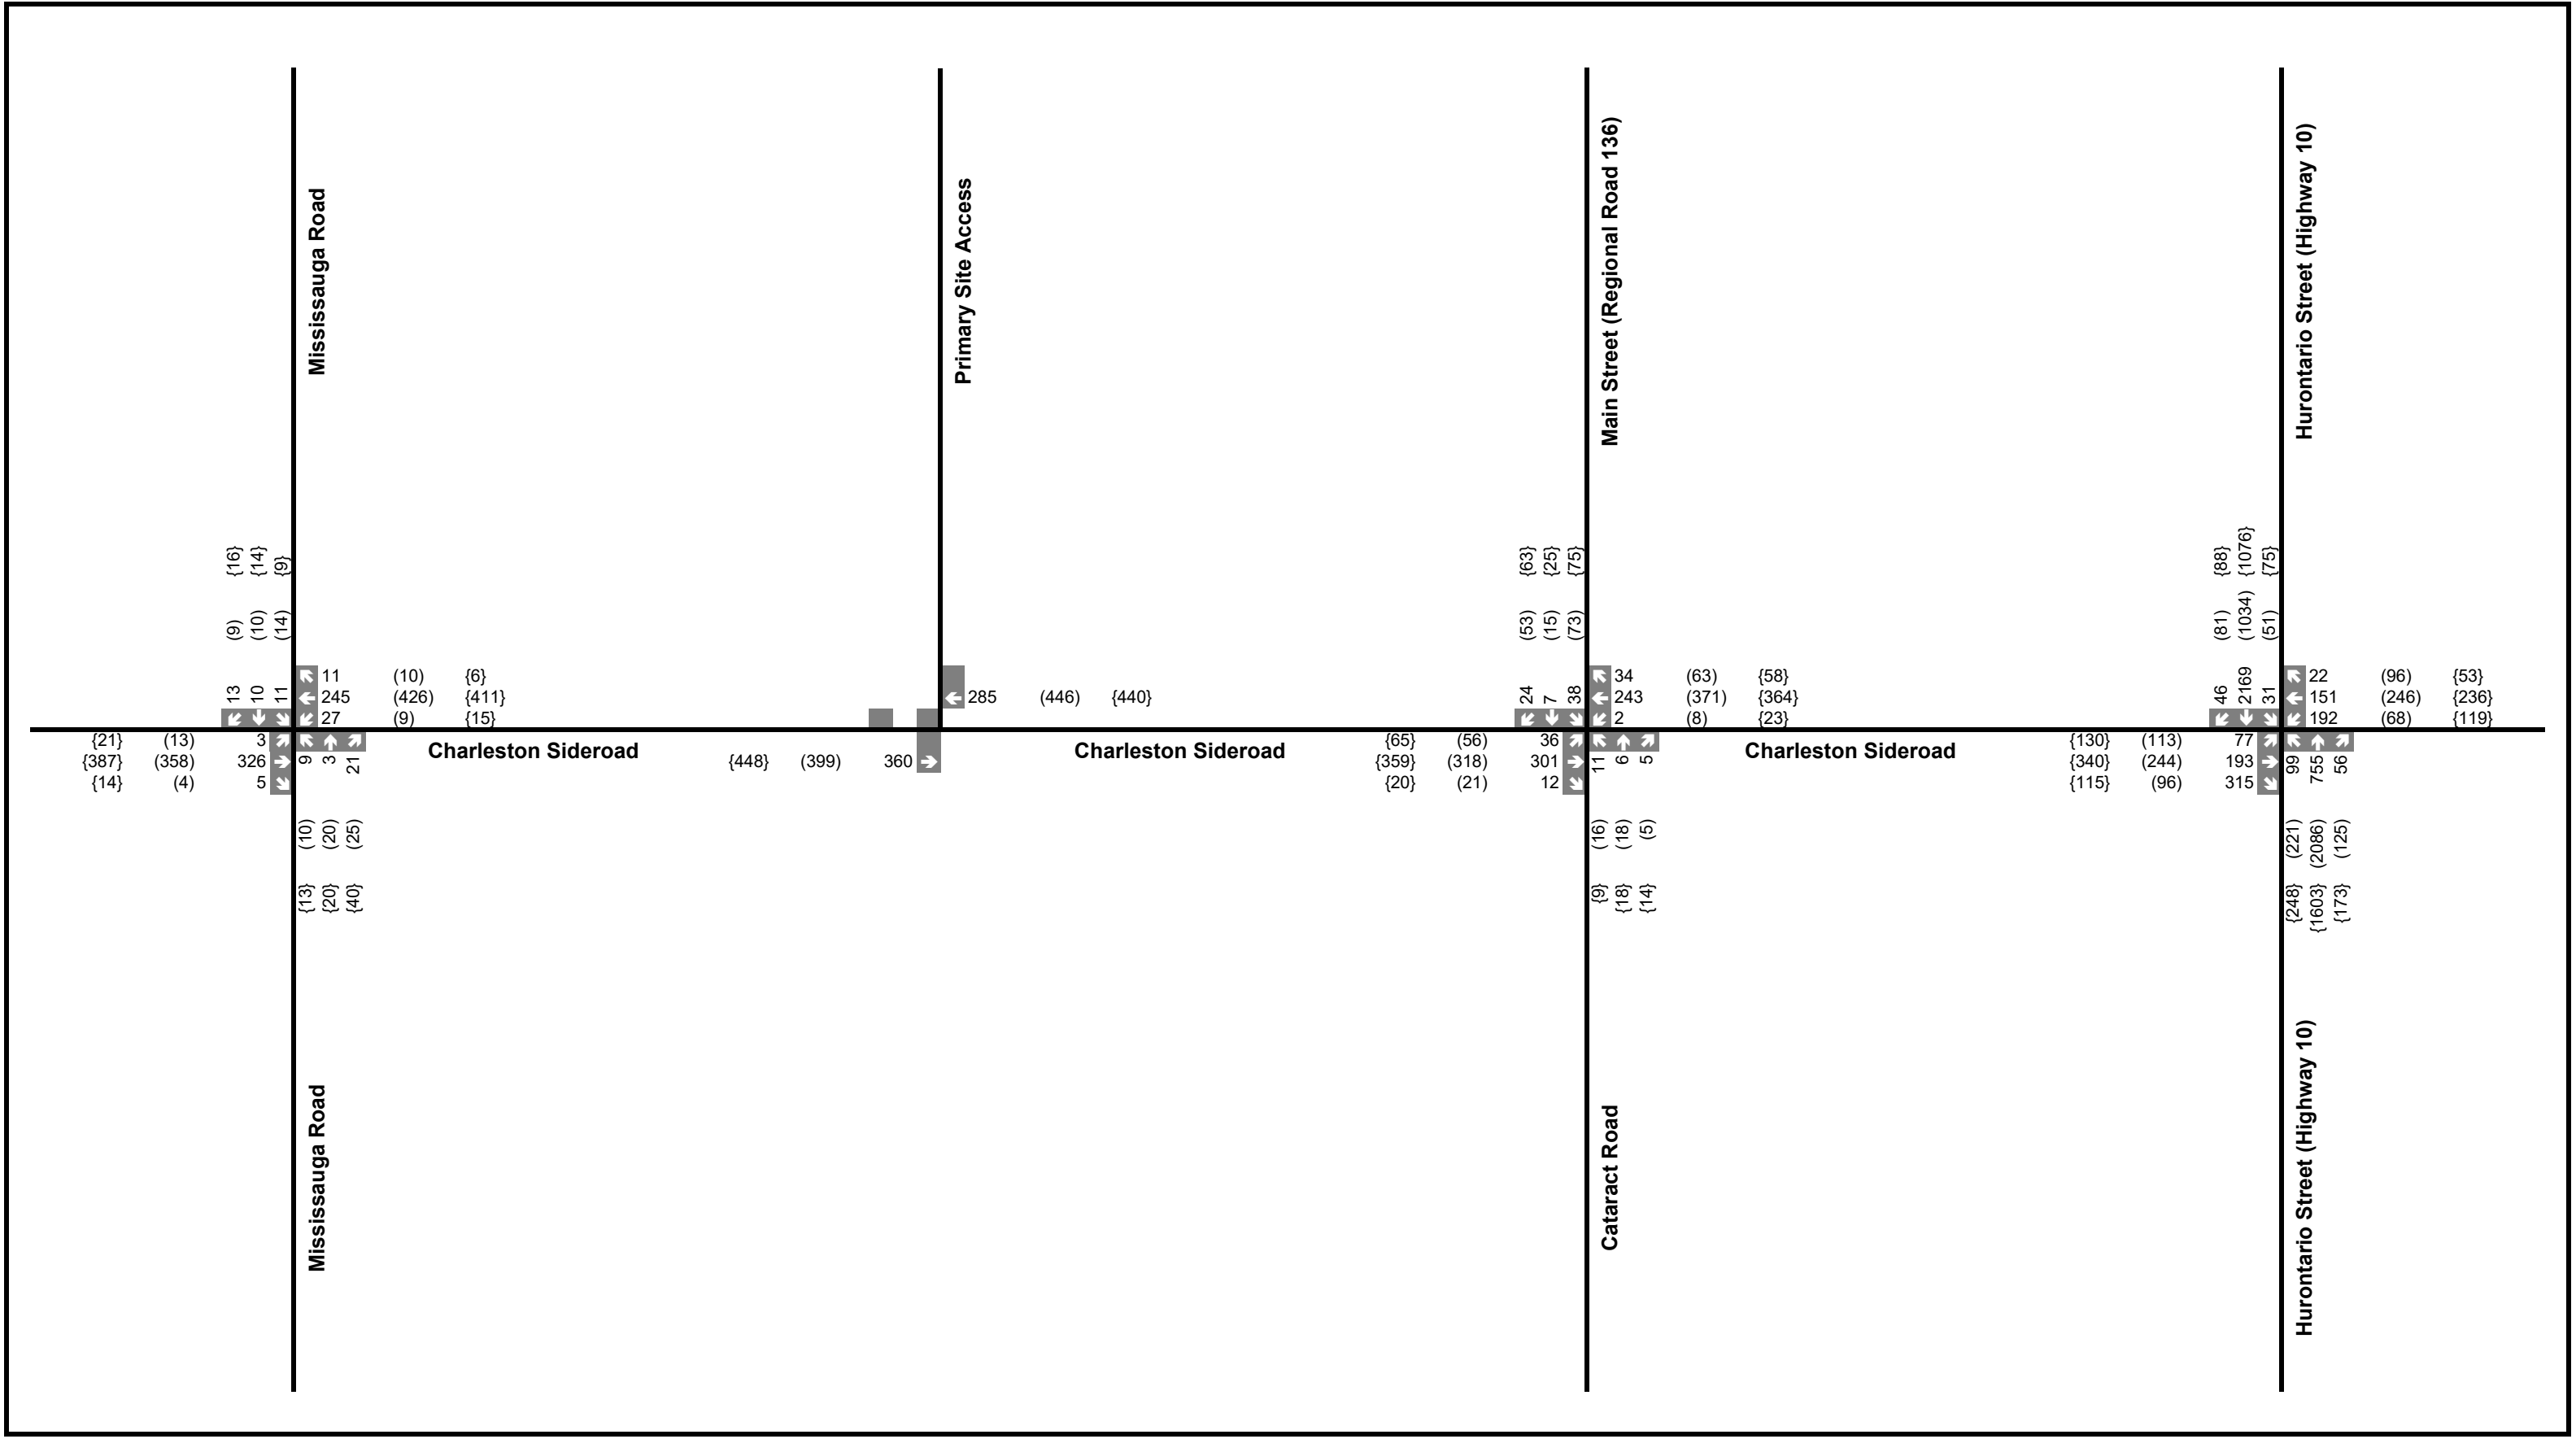 Mississauga Road
Primary Site Access
Main Street (Regional Road 136)
Hurontario Street (Highway 10)
{16} {14} {9}
(9) (10) (14)
13 10 11
11 (10) {6}
245 (426) {411}
27 (9) {15}
{21} (13) 3
{387} (358) 326
{14} (4) 5
9 3 21
(10) (20) (25)
{13} {20} {40}
Charleston Sideroad
285 (446) {440}
{448} (399) 360
Charleston Sideroad
{63} {25} {75}
(53) (15) (73)
24 7 38
34 (63) {58}
243 (371) {364}
2 (8) {23}
{65} (56) 36
{359} (318) 301
{20} (21) 12
11 6 5
(16) (18) (5)
{9} {18} {14}
Charleston Sideroad
{88} {1076} {75}
(81) (1034) (51)
46 2169 31
22 (96) {53}
151 (246) {236}
192 (68) {119}
{130} (113) 77
{340} (244) 193
{115} (96) 315
99 755 56
(221) (2086) (125)
{248} {1603} {173}
Mississauga Road
Cataract Road
Hurontario Street (Highway 10)